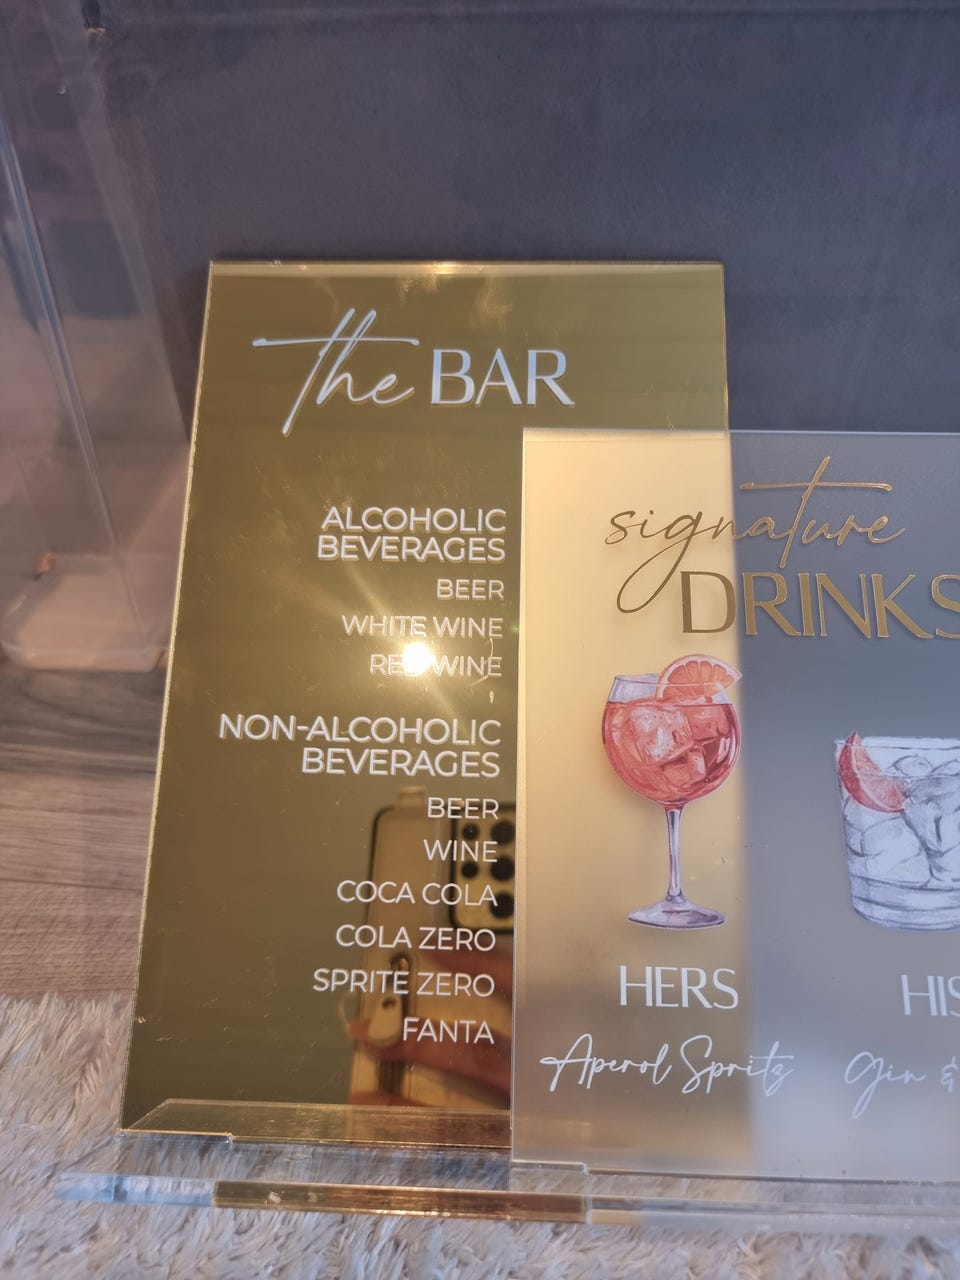 the BAR
ALCOHOLIC
BEVERAGES
BEER
WHITE WINE
RED WINE
NON-ALCOHOLIC
BEVERAGES
BEER
WINE
COCA COLA
COLA ZERO
SPRITE ZERO
FANTA
signature
DRINKS
HERS
HIS
Aperol Spritz
Gin &